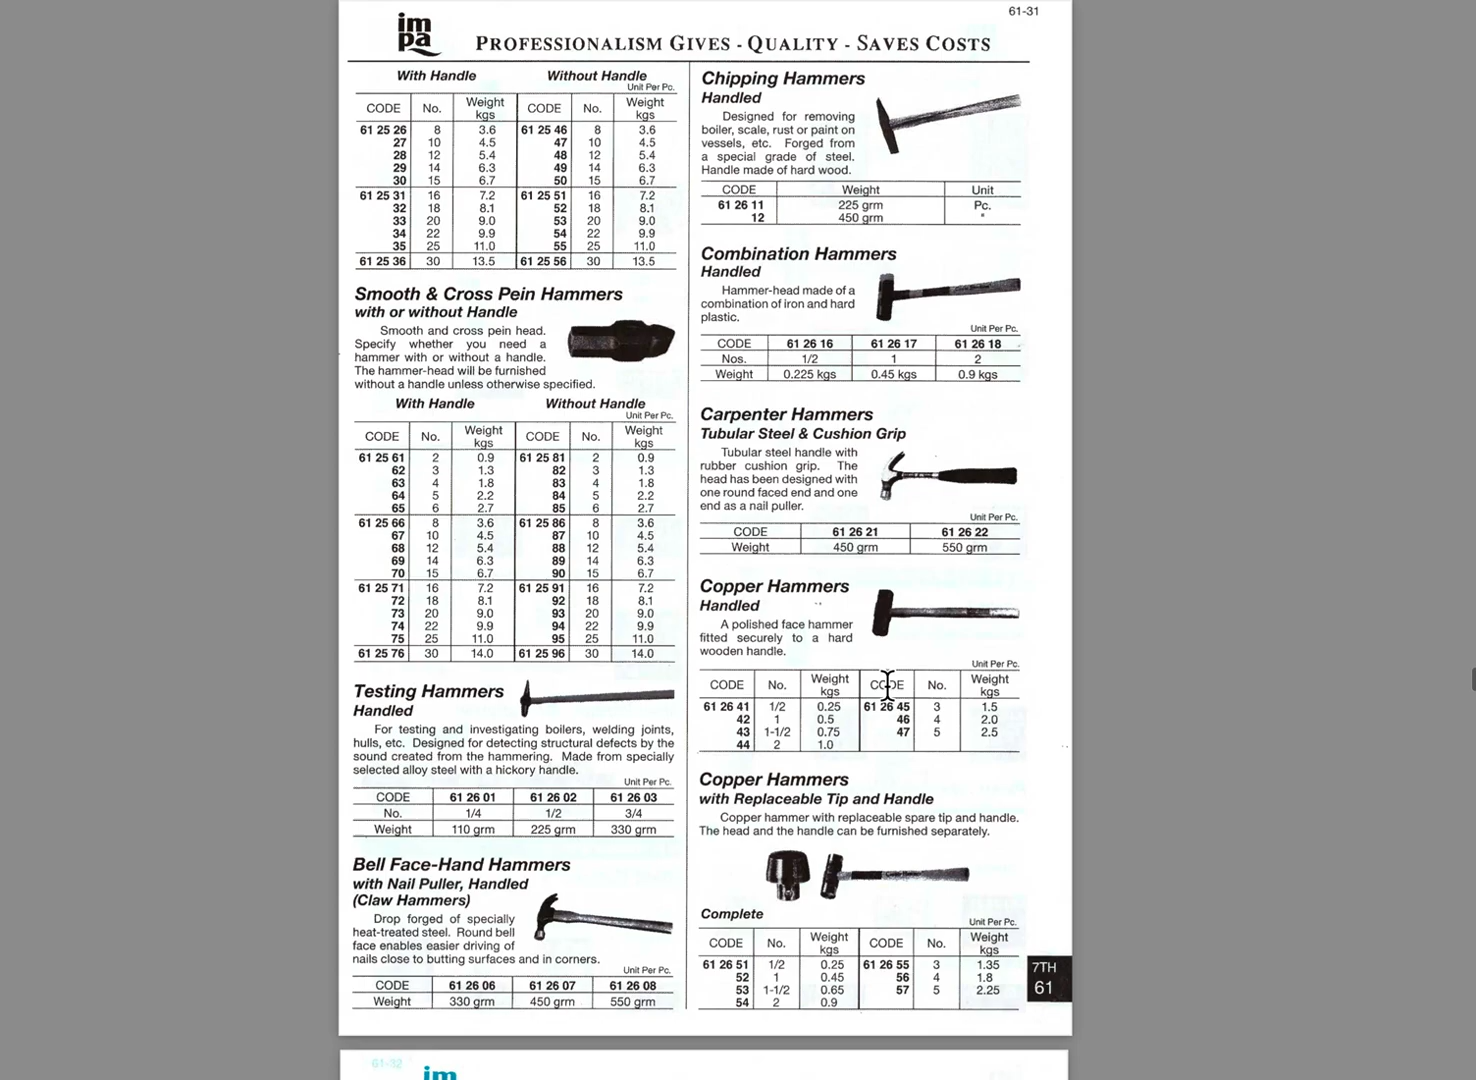 61-31
im
pa
PROFESSIONALISM GIVES - QUALITY - SAVES COSTS
With Handle Without Handle
Unit Per Pc.
CODE No. Weight kgs CODE No. Weight kgs
61 25 26 8 3.6 61 25 46 8 3.6
27 10 4.5 47 10 4.5
28 12 5.4 48 12 5.4
29 14 6.3 49 14 6.3
30 15 6.7 50 15 6.7
61 25 31 16 7.2 61 25 51 16 7.2
32 18 8.1 52 18 8.1
33 20 9.0 53 20 9.0
34 22 9.9 54 22 9.9
35 25 11.0 55 25 11.0
61 25 36 30 13.5 61 25 56 30 13.5
Smooth & Cross Pein Hammers
with or without Handle
Smooth and cross pein head.
Specify whether you need a
hammer with or without a handle.
The hammer-head will be furnished
without a handle unless otherwise specified.
With Handle Without Handle
Unit Per Pc.
CODE No. Weight kgs CODE No. Weight kgs
61 25 61 2 0.9 61 25 81 2 0.9
62 3 1.3 82 3 1.3
63 4 1.8 83 4 1.8
64 5 2.2 84 5 2.2
65 6 2.7 85 6 2.7
61 25 66 8 3.6 61 25 86 8 3.6
67 10 4.5 87 10 4.5
68 12 5.4 88 12 5.4
69 14 6.3 89 14 6.3
70 15 6.7 90 15 6.7
61 25 71 16 7.2 61 25 91 16 7.2
72 18 8.1 92 18 8.1
73 20 9.0 93 20 9.0
74 22 9.9 94 22 9.9
75 25 11.0 95 25 11.0
61 25 76 30 14.0 61 25 96 30 14.0
Testing Hammers
Handled
For testing and investigating boilers, welding joints,
hulls, etc. Designed for detecting structural defects by the
sound created from the hammering. Made from specially
selected alloy steel with a hickory handle.
Unit Per Pc.
CODE 61 26 01 61 26 02 61 26 03
No. 1/4 1/2 3/4
Weight 110 grm 225 grm 330 grm
Bell Face-Hand Hammers
with Nail Puller, Handled
(Claw Hammers)
Drop forged of specially
heat-treated steel. Round bell
face enables easier driving of
nails close to butting surfaces and in corners.
Unit Per Pc.
CODE 61 26 06 61 26 07 61 26 08
Weight 330 grm 450 grm 550 grm
Chipping Hammers
Handled
Designed for removing
boiler, scale, rust or paint on
vessels, etc. Forged from
a special grade of steel.
Handle made of hard wood.
CODE Weight Unit
61 26 11 225 grm Pc.
12 450 grm "
Combination Hammers
Handled
Hammer-head made of a
combination of iron and hard
plastic.
Unit Per Pc.
CODE 61 26 16 61 26 17 61 26 18
Nos. 1/2 1 2
Weight 0.225 kgs 0.45 kgs 0.9 kgs
Carpenter Hammers
Tubular Steel & Cushion Grip
Tubular steel handle with
rubber cushion grip. The
head has been designed with
one round faced end and one
end as a nail puller.
Unit Per Pc.
CODE 61 26 21 61 26 22
Weight 450 grm 550 grm
Copper Hammers
Handled
A polished face hammer
fitted securely to a hard
wooden handle.
Unit Per Pc.
CODE No. Weight kgs CODE No. Weight kgs
61 26 41 1/2 0.25 61 26 45 3 1.5
42 1 0.5 46 4 2.0
43 1-1/2 0.75 47 5 2.5
44 2 1.0
Copper Hammers
with Replaceable Tip and Handle
Copper hammer with replaceable spare tip and handle.
The head and the handle can be furnished separately.
Complete
Unit Per Pc.
CODE No. Weight kgs CODE No. Weight kgs
61 26 51 1/2 0.25 61 26 55 3 1.35
52 1 0.45 56 4 1.8
53 1-1/2 0.65 57 5 2.25
54 2 0.9
7TH
61
61-32
im